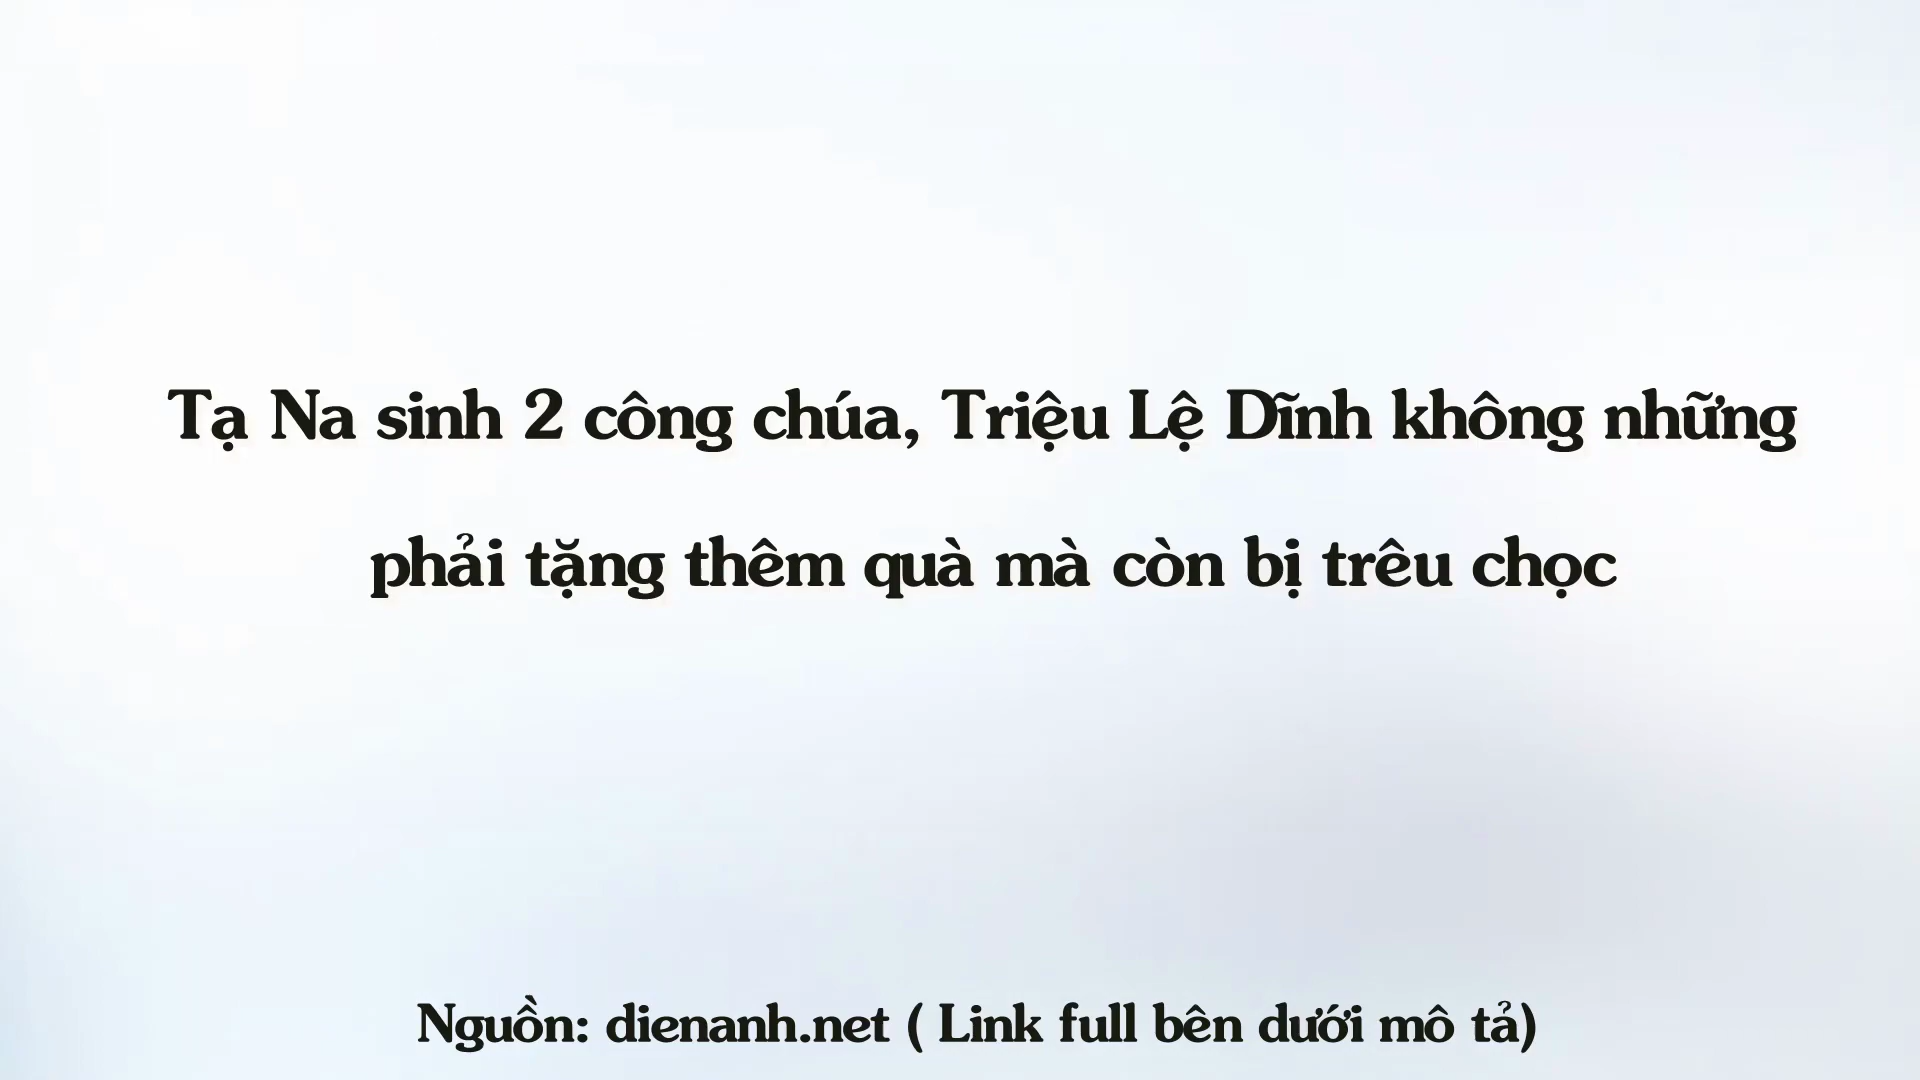 Tạ Na sinh 2 công chúa, Triệu Lệ Dĩnh không những
phải tặng thêm quà mà còn bị trêu chọc
Nguồn: dienanh.net ( Link full bên dưới mô tả)